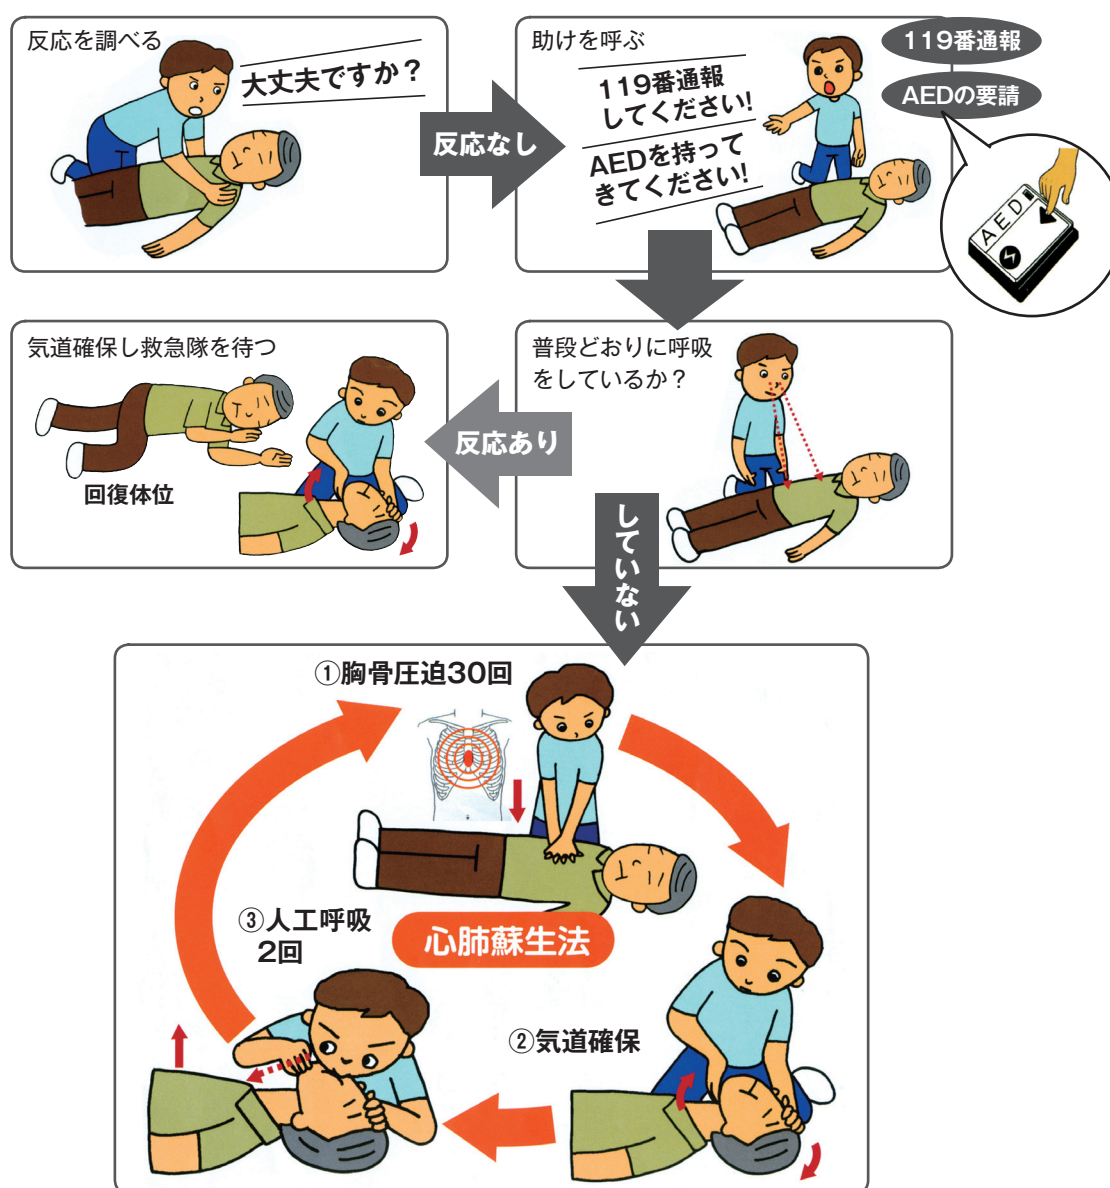 反応を調べる
大丈夫ですか？
反応なし
助けを呼ぶ
119番通報
してください!
AEDを持って
きてください!
119番通報
AEDの要請
AED
普段どおりに呼吸
をしているか？
反応あり
気道確保し救急隊を待つ
回復体位
していない
①胸骨圧迫30回
心肺蘇生法
②気道確保
③人工呼吸
2回